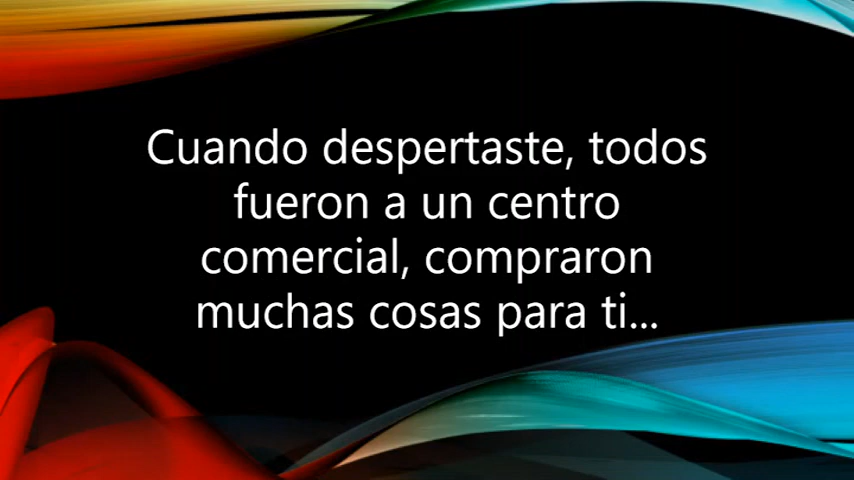 Cuando despertaste, todos
fueron a un centro
comercial, compraron
muchas cosas para ti...